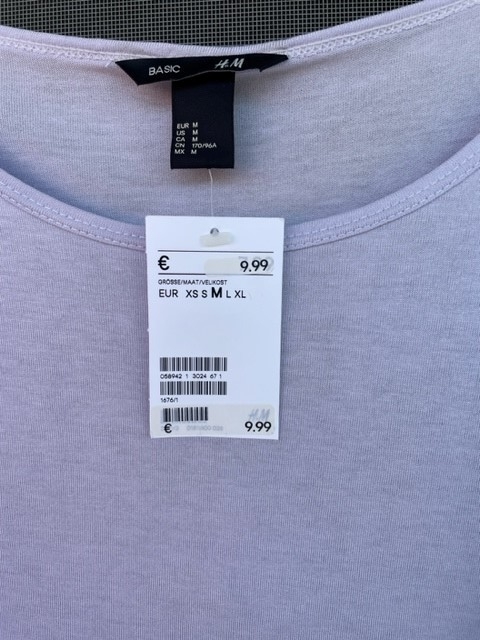 BASIC H&M
EUR M
US M
CA M
CN 170/96A
MX M
€ 9.99
GRÖSSE/MAAT/VELIKOST
EUR XS S M L XL
058942 1 3024 67 1
1676/1
H&M
€ 9.99